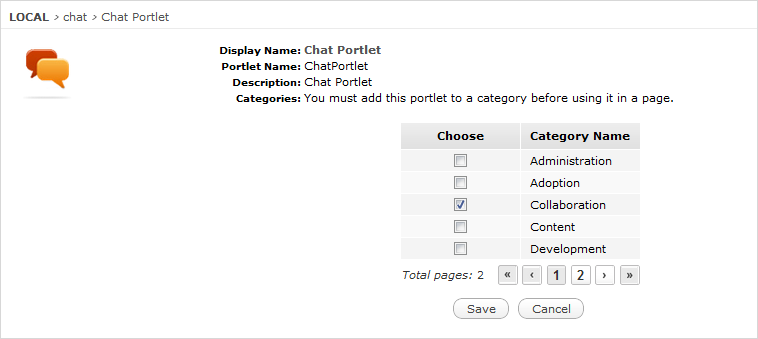 LOCAL > chat > Chat Portlet
Display Name: Chat Portlet
Portlet Name: ChatPortlet
Description: Chat Portlet
Categories: You must add this portlet to a category before using it in a page.
Choose Category Name
Administration
Adoption
Collaboration
Content
Development
Total pages: 2 « ‹ 1 2 › »
Save Cancel